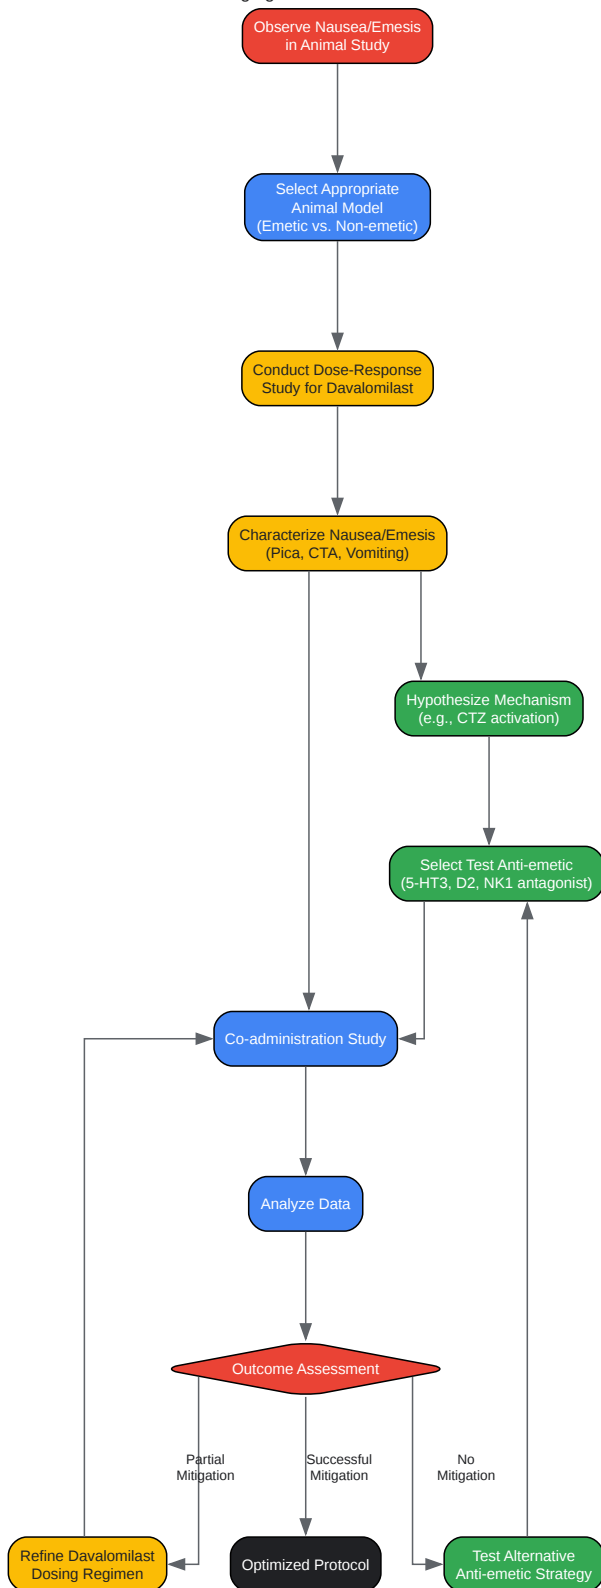 Observe Nausea/Emesis
in Animal Study
Select Appropriate
Animal Model
(Emetic vs. Non-emetic)
Conduct Dose-Response
Study for Davalomilast
Characterize Nausea/Emesis
(Pica, CTA, Vomiting)
Hypothesize Mechanism
(e.g., CTZ activation)
Select Test Anti-emetic
(5-HT3, D2, NK1 antagonist)
Co-administration Study
Analyze Data
Outcome Assessment
Partial
Mitigation
Successful
Mitigation
No
Mitigation
Refine Davalomilast
Dosing Regimen
Optimized Protocol
Test Alternative
Anti-emetic Strategy